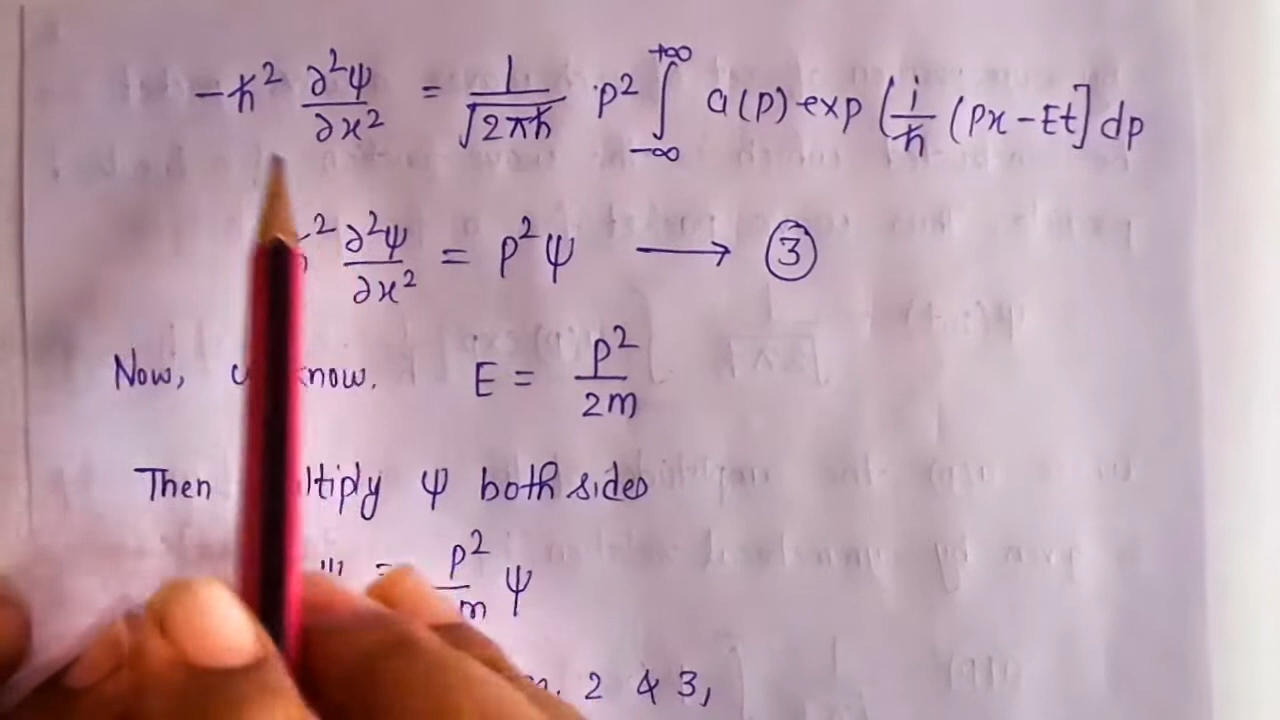 -ħ² ∂²ψ/∂x² = 1/√2πħ p² ∫_{-∞}^{+∞} a(p) exp (i/ħ (px - Et] dp
² ∂²ψ/∂x² = p²ψ ⟶ ③
Now, know. E = p²/2m
Then ltiply ψ both sides
= p²/m ψ
n. 2 & 3,